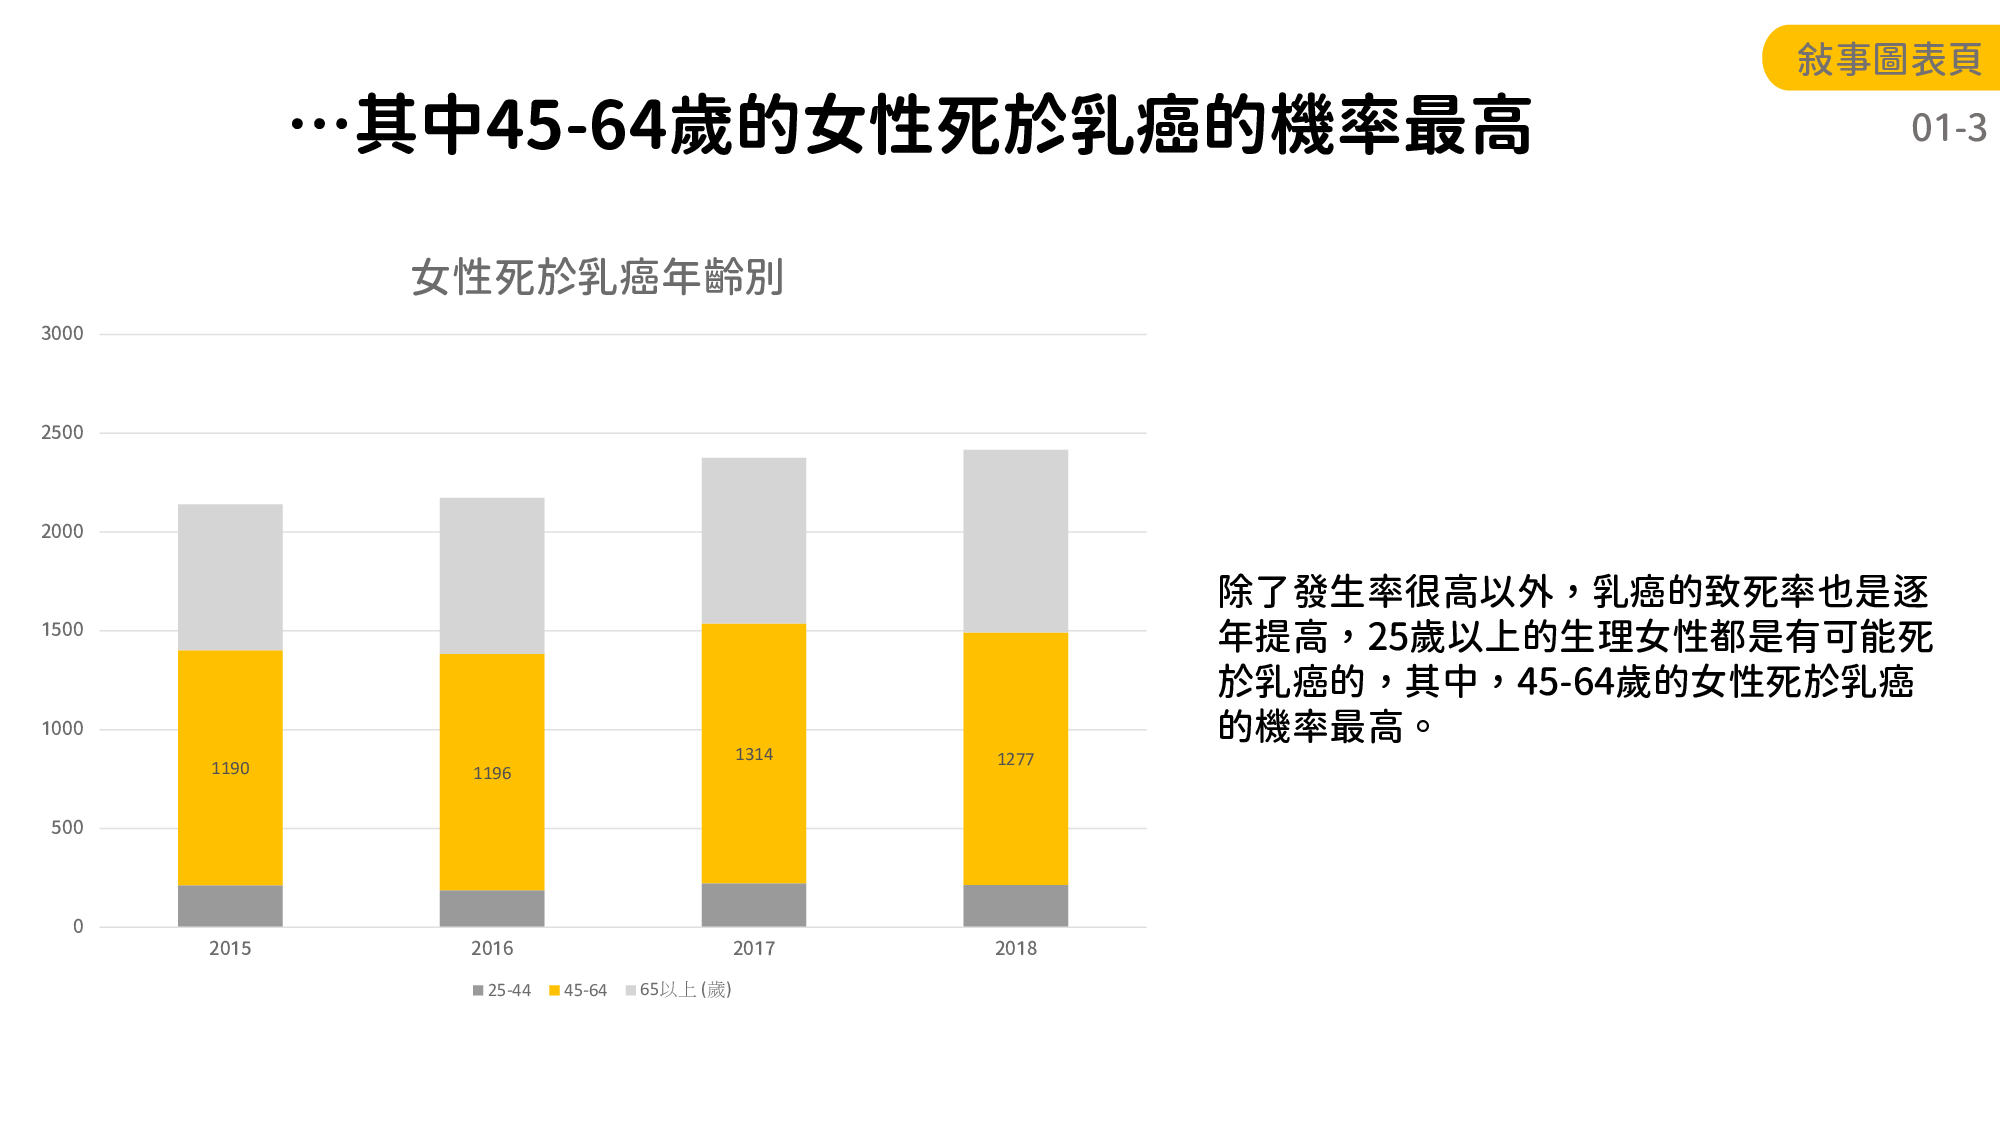 敍事圖表頁
…其中45-64歲的女性死於乳癌的機率最高
01-3
女性死於乳癌年齡別
3000
2500
2000
1500
1000
500
0
1190
1196
1314
1277
2015
2016
2017
2018
25-44
45-64
65以上 (歲)
除了發生率很高以外，乳癌的致死率也是逐
年提高，25歲以上的生理女性都是有可能死
於乳癌的，其中，45-64歲的女性死於乳癌
的機率最高。